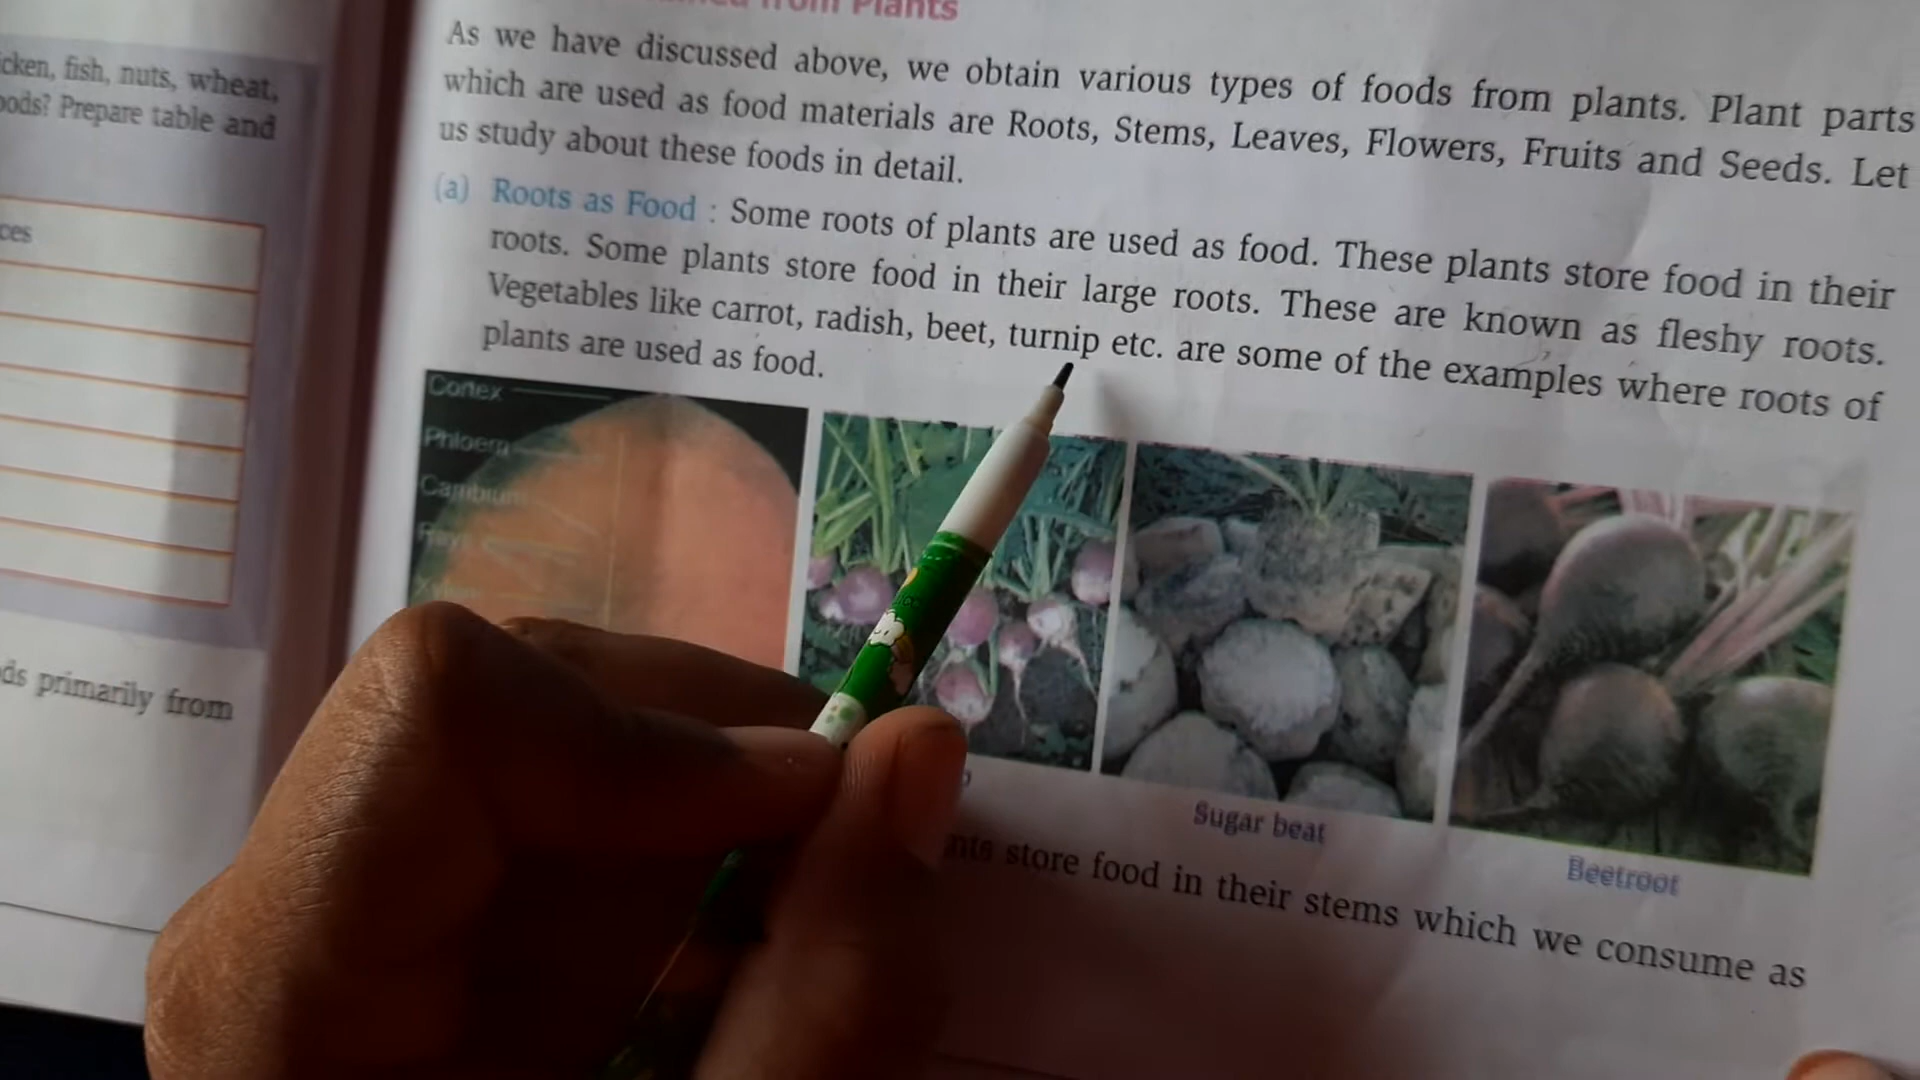 from Plants
As we have discussed above, we obtain various types of foods from plants. Plant parts
which are used as food materials are Roots, Stems, Leaves, Flowers, Fruits and Seeds. Let
us study about these foods in detail.
(a) Roots as Food : Some roots of plants are used as food. These plants store food in their
roots. Some plants store food in their large roots. These are known as fleshy roots.
Vegetables like carrot, radish, beet, turnip etc. are some of the examples where roots of
plants are used as food.
Cortex
Phloem
Cambium
Sugar beat
Beetroot
store food in their stems which we consume as
fish, nuts, wheat,
Prepare table and
primarily from